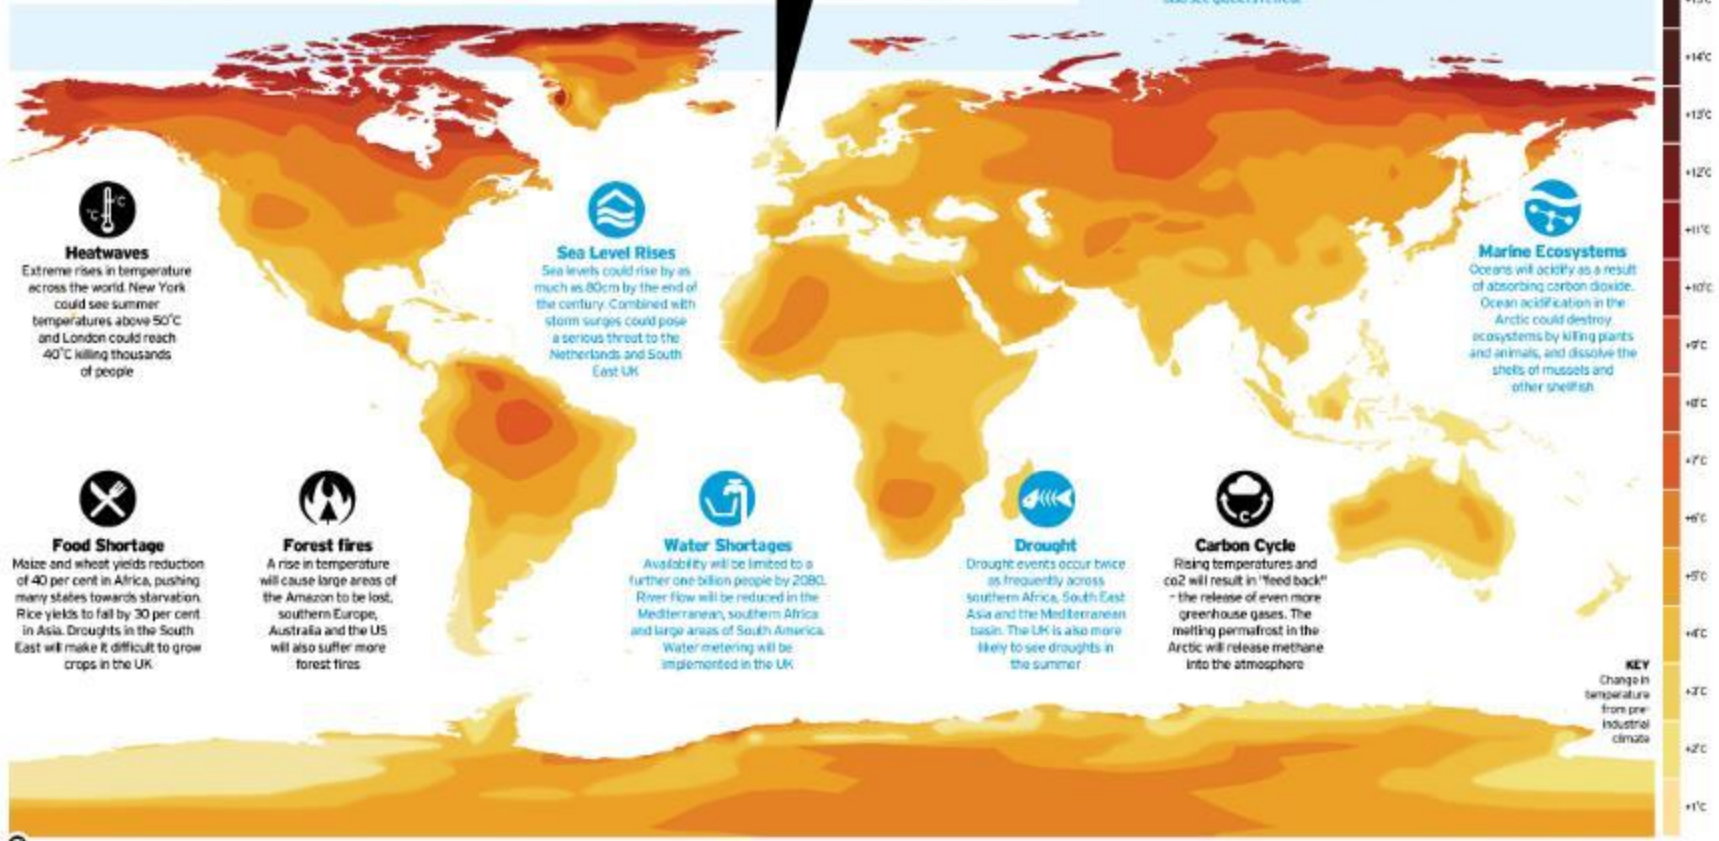 Heatwaves
Extreme rises in temperature
across the world. New York
could see summer
temperatures above 50°C
and London could reach
40°C killing thousands
of people
Sea Level Rises
Sea levels could rise by as
much as 80cm by the end of
the century. Combined with
storm surges could pose
a serious threat to the
Netherlands and South
East UK
Marine Ecosystems
Oceans will acidify as a result
of absorbing carbon dioxide.
Ocean acidification in the
Arctic could destroy
ecosystems by killing plants
and animals, and dissolve the
shells of mussels and
other shellfish
Food Shortage
Maize and wheat yields reduction
of 40 per cent in Africa, pushing
many states towards starvation.
Rice yields to fall by 30 per cent
in Asia. Droughts in the South
East will make it difficult to grow
crops in the UK
Forest fires
A rise in temperature
will cause large areas of
the Amazon to be lost,
southern Europe,
Australia and the US
will also suffer more
forest fires
Water Shortages
Availability will be limited to a
further one billion people by 2080.
River flow will be reduced in the
Mediterranean, southern Africa
and large areas of South America.
Water metering will be
implemented in the UK
Drought
Drought events occur twice
as frequently across
southern Africa, South East
Asia and the Mediterranean
basin. The UK is also more
likely to see droughts in
the summer
Carbon Cycle
Rising temperatures and
co2 will result in "feed back"
- the release of even more
greenhouse gases. The
melting permafrost in the
Arctic will release methane
into the atmosphere
KEY
Change in
temperature
from pre-
industrial
climate
°C
°C
C
+14°C
+13°C
+12°C
+11°C
+10°C
+9°C
+8°C
+7°C
+6°C
+5°C
+4°C
+3°C
+2°C
+1°C